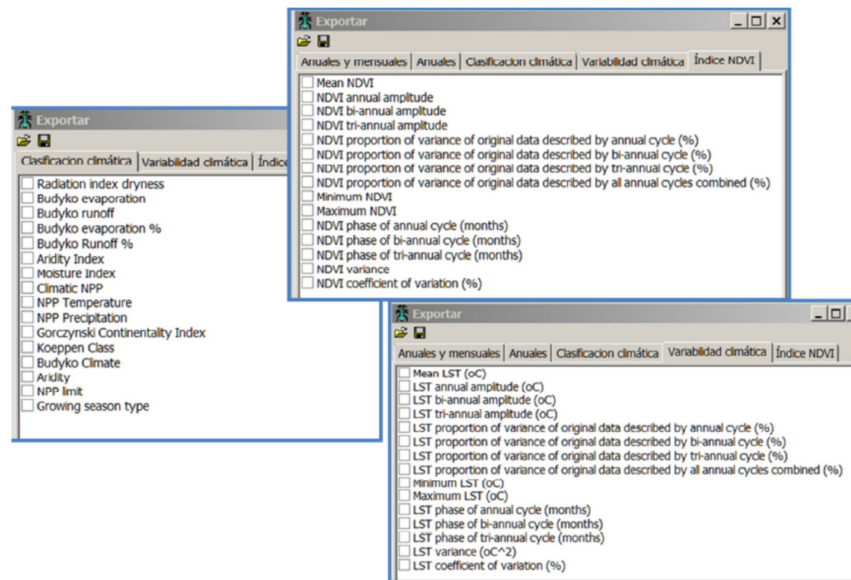 Exportar
Anuales y mensuales Anuales Clasificacion climática Variabilidad climática Índice NDVI
Mean NDVI
NDVI annual amplitude
NDVI bi-annual amplitude
NDVI tri-annual amplitude
NDVI proportion of variance of original data described by annual cycle (%)
NDVI proportion of variance of original data described by bi-annual cycle (%)
NDVI proportion of variance of original data described by tri-annual cycle (%)
NDVI proportion of variance of original data described by all annual cycles combined (%)
Minimum NDVI
Maximum NDVI
NDVI phase of annual cycle (months)
NDVI phase of bi-annual cycle (months)
NDVI phase of tri-annual cycle (months)
NDVI variance
NDVI coefficient of variation (%)
Exportar
Clasificacion climática Variabilidad climática Índice
Radiation index dryness
Budyko evaporation
Budyko runoff
Budyko evaporation %
Budyko Runoff %
Aridity Index
Moisture Index
Climatic NPP
NPP Temperature
NPP Precipitation
Gorczynski Continentality Index
Koeppen Class
Budyko Climate
Aridity
NPP limit
Growing season type
Exportar
Anuales y mensuales Anuales Clasificacion climática Variabilidad climática Índice NDVI
Mean LST (oC)
LST annual amplitude (oC)
LST bi-annual amplitude (oC)
LST tri-annual amplitude (oC)
LST proportion of variance of original data described by annual cycle (%)
LST proportion of variance of original data described by bi-annual cycle (%)
LST proportion of variance of original data described by tri-annual cycle (%)
LST proportion of variance of original data described by all annual cycles combined (%)
Minimum LST (oC)
Maximum LST (oC)
LST phase of annual cycle (months)
LST phase of bi-annual cycle (months)
LST phase of tri-annual cycle (months)
LST variance (oC^2)
LST coefficient of variation (%)